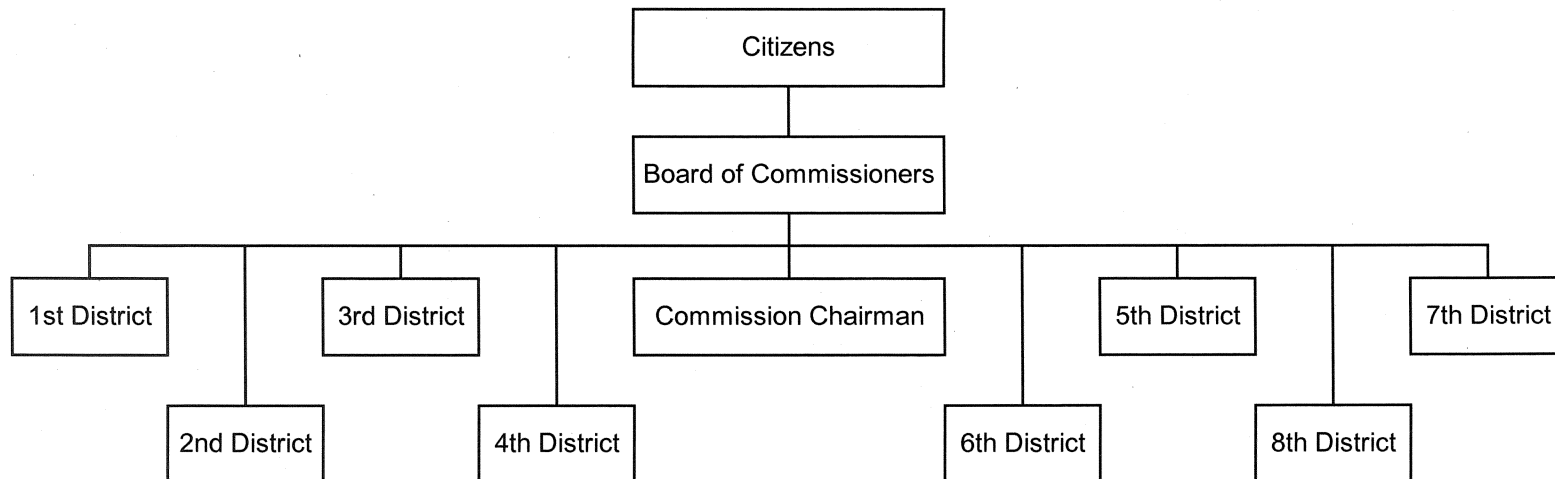 Citizens
Board of Commissioners
1st District
3rd District
Commission Chairman
5th District
7th District
2nd District
4th District
6th District
8th District